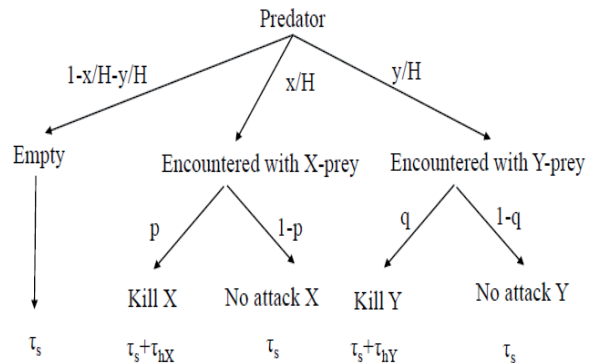 Predator
1-x/H-y/H
x/H
y/H
Empty
Encountered with X-prey
Encountered with Y-prey
p
1-p
q
1-q
Kill X
No attack X
Kill Y
No attack Y
τs
τs+τhX
τs
τs+τhY
τs